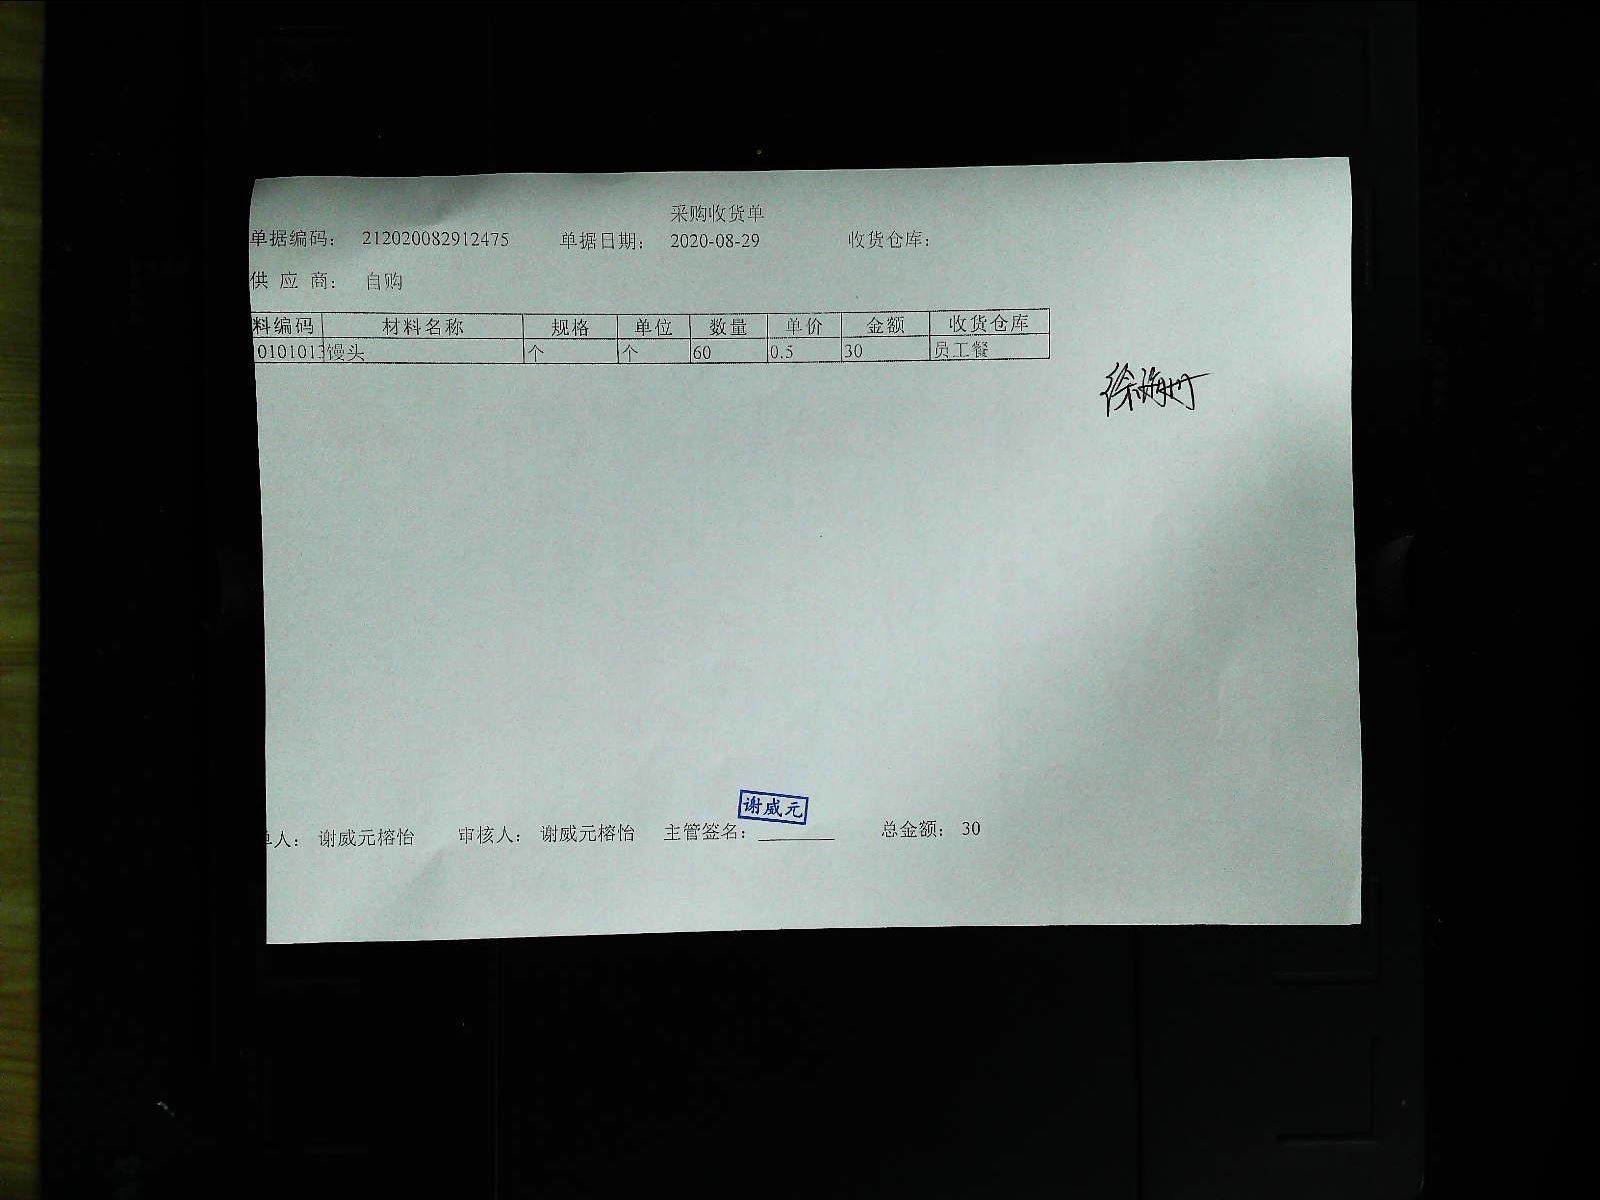 采购收货单
单据编码： 212020082912475 单据日期： 2020-08-29 收货仓库：
供 应 商： 自购
料编码 材料名称 规格 单位 数量 单价 金额 收货仓库
0101013 馒头 个 个 60 0.5 30 员工餐
谢威元
单人： 谢威元榕怡 审核人： 谢威元榕怡 主管签名： 总金额： 30